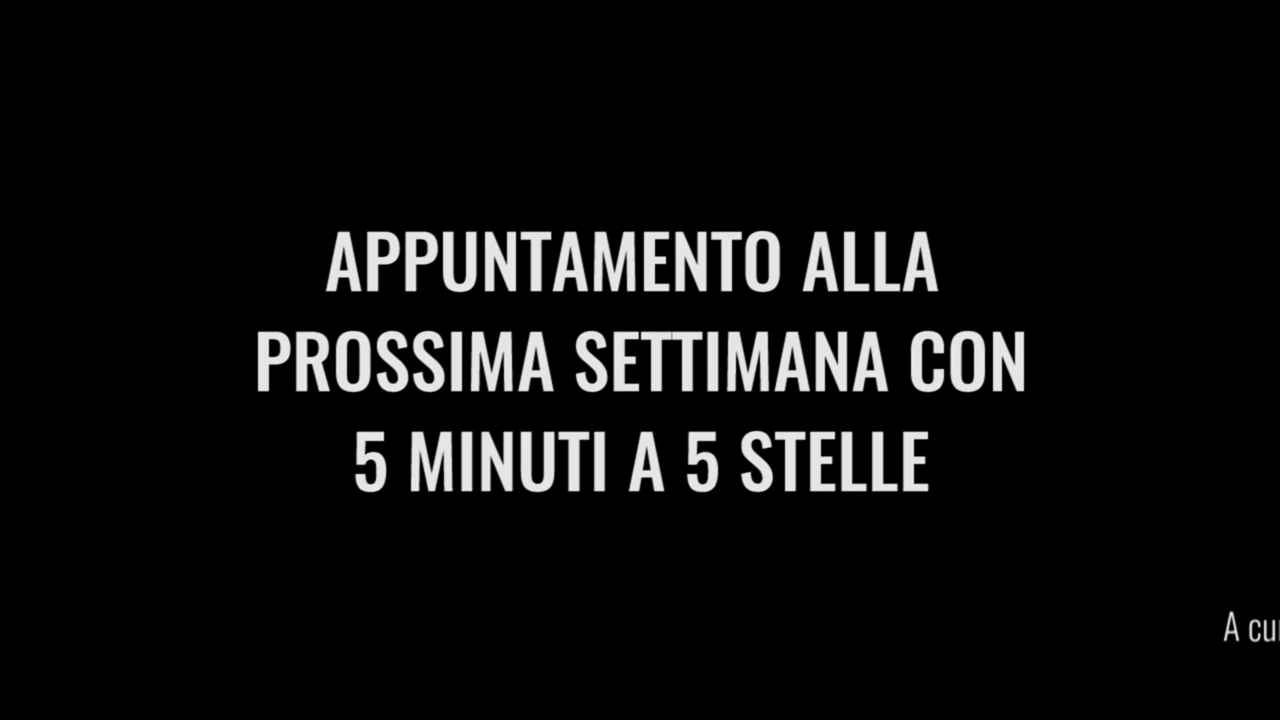 APPUNTAMENTO ALLA
PROSSIMA SETTIMANA CON
5 MINUTI A 5 STELLE
A